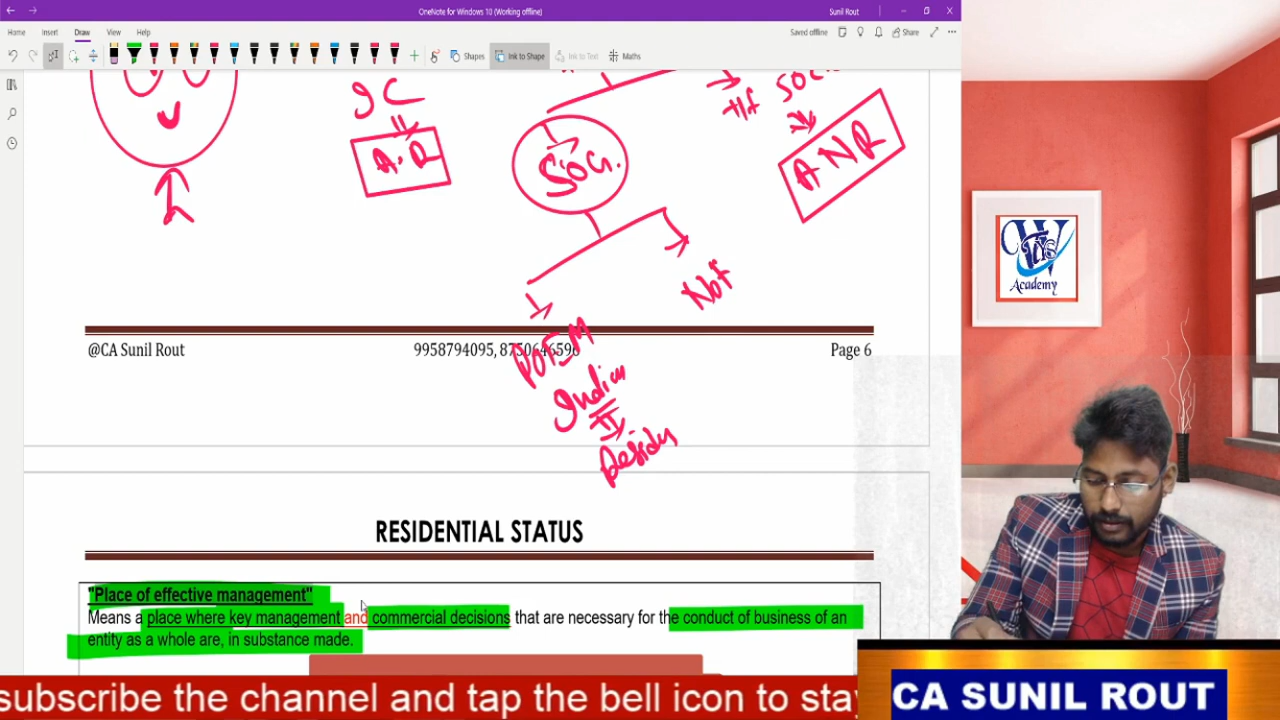 OneNote for Windows 10 (Working offline)
Sunil Rout
Home Insert Draw View Help
Saved offline
Share
Shapes
Ink to Shape
Ink to Text
Maths
IC
A.R
ANR
Not
POEM
@CA Sunil Rout 9958794095, 8750646596 Page 6
RESIDENTIAL STATUS
"Place of effective management"
Means a place where key management and commercial decisions that are necessary for the conduct of business of an
entity as a whole are, in substance made.
Academy
subscribe the channel and tap the bell icon to stay
CA SUNIL ROUT